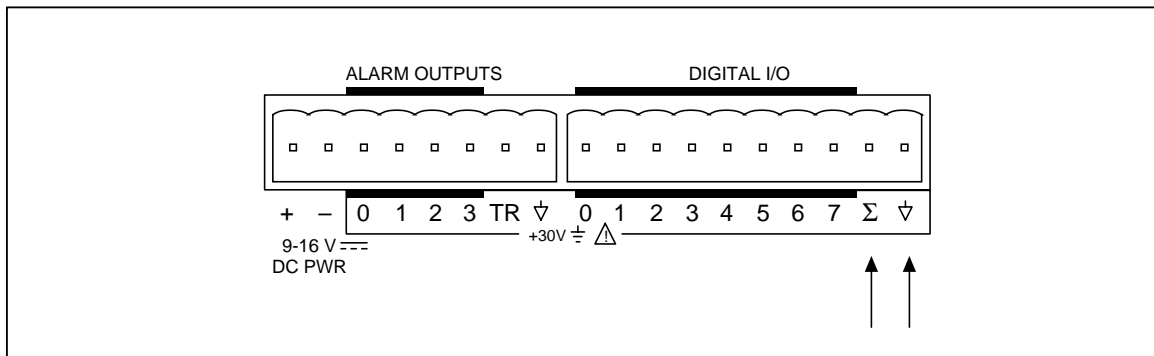 ALARM OUTPUTS DIGITAL I/O
+ – 0 1 2 3 TR 0 1 2 3 4 5 6 7 Σ
+30V
9-16 V
DC PWR